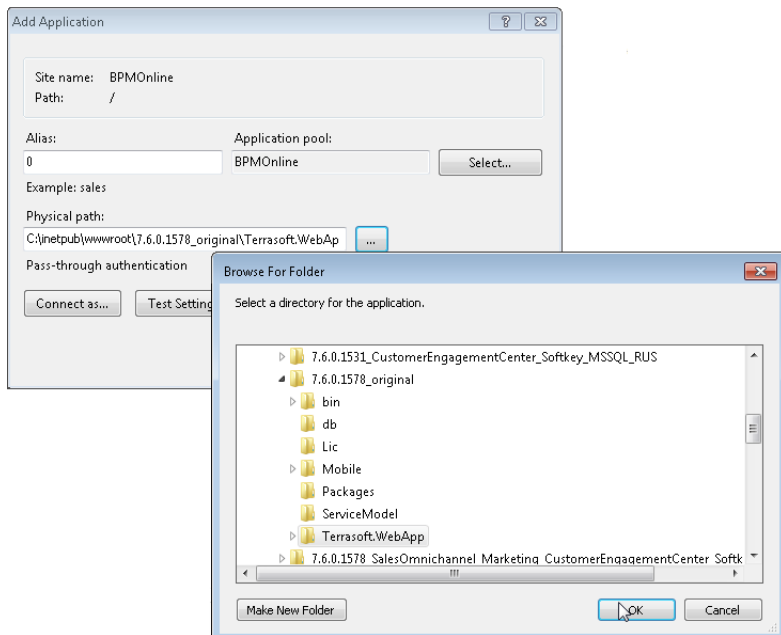 Add Application
Site name: BPMOnline
Path: /
Alias:
Application pool:
0
BPMOnline
Select...
Example: sales
Physical path:
C:\inetpub\wwwroot\7.6.0.1578_original\Terrasoft.WebAp
...
Pass-through authentication
Connect as...
Test Setting
Browse For Folder
Select a directory for the application.
7.6.0.1531_CustomerEngagementCenter_Softkey_MSSQL_RUS
7.6.0.1578_original
bin
db
Lic
Mobile
Packages
ServiceModel
Terrasoft.WebApp
7.6.0.1578_SalesOmnichannel_Marketing_CustomerEngagementCenter_Softk
Make New Folder
OK
Cancel